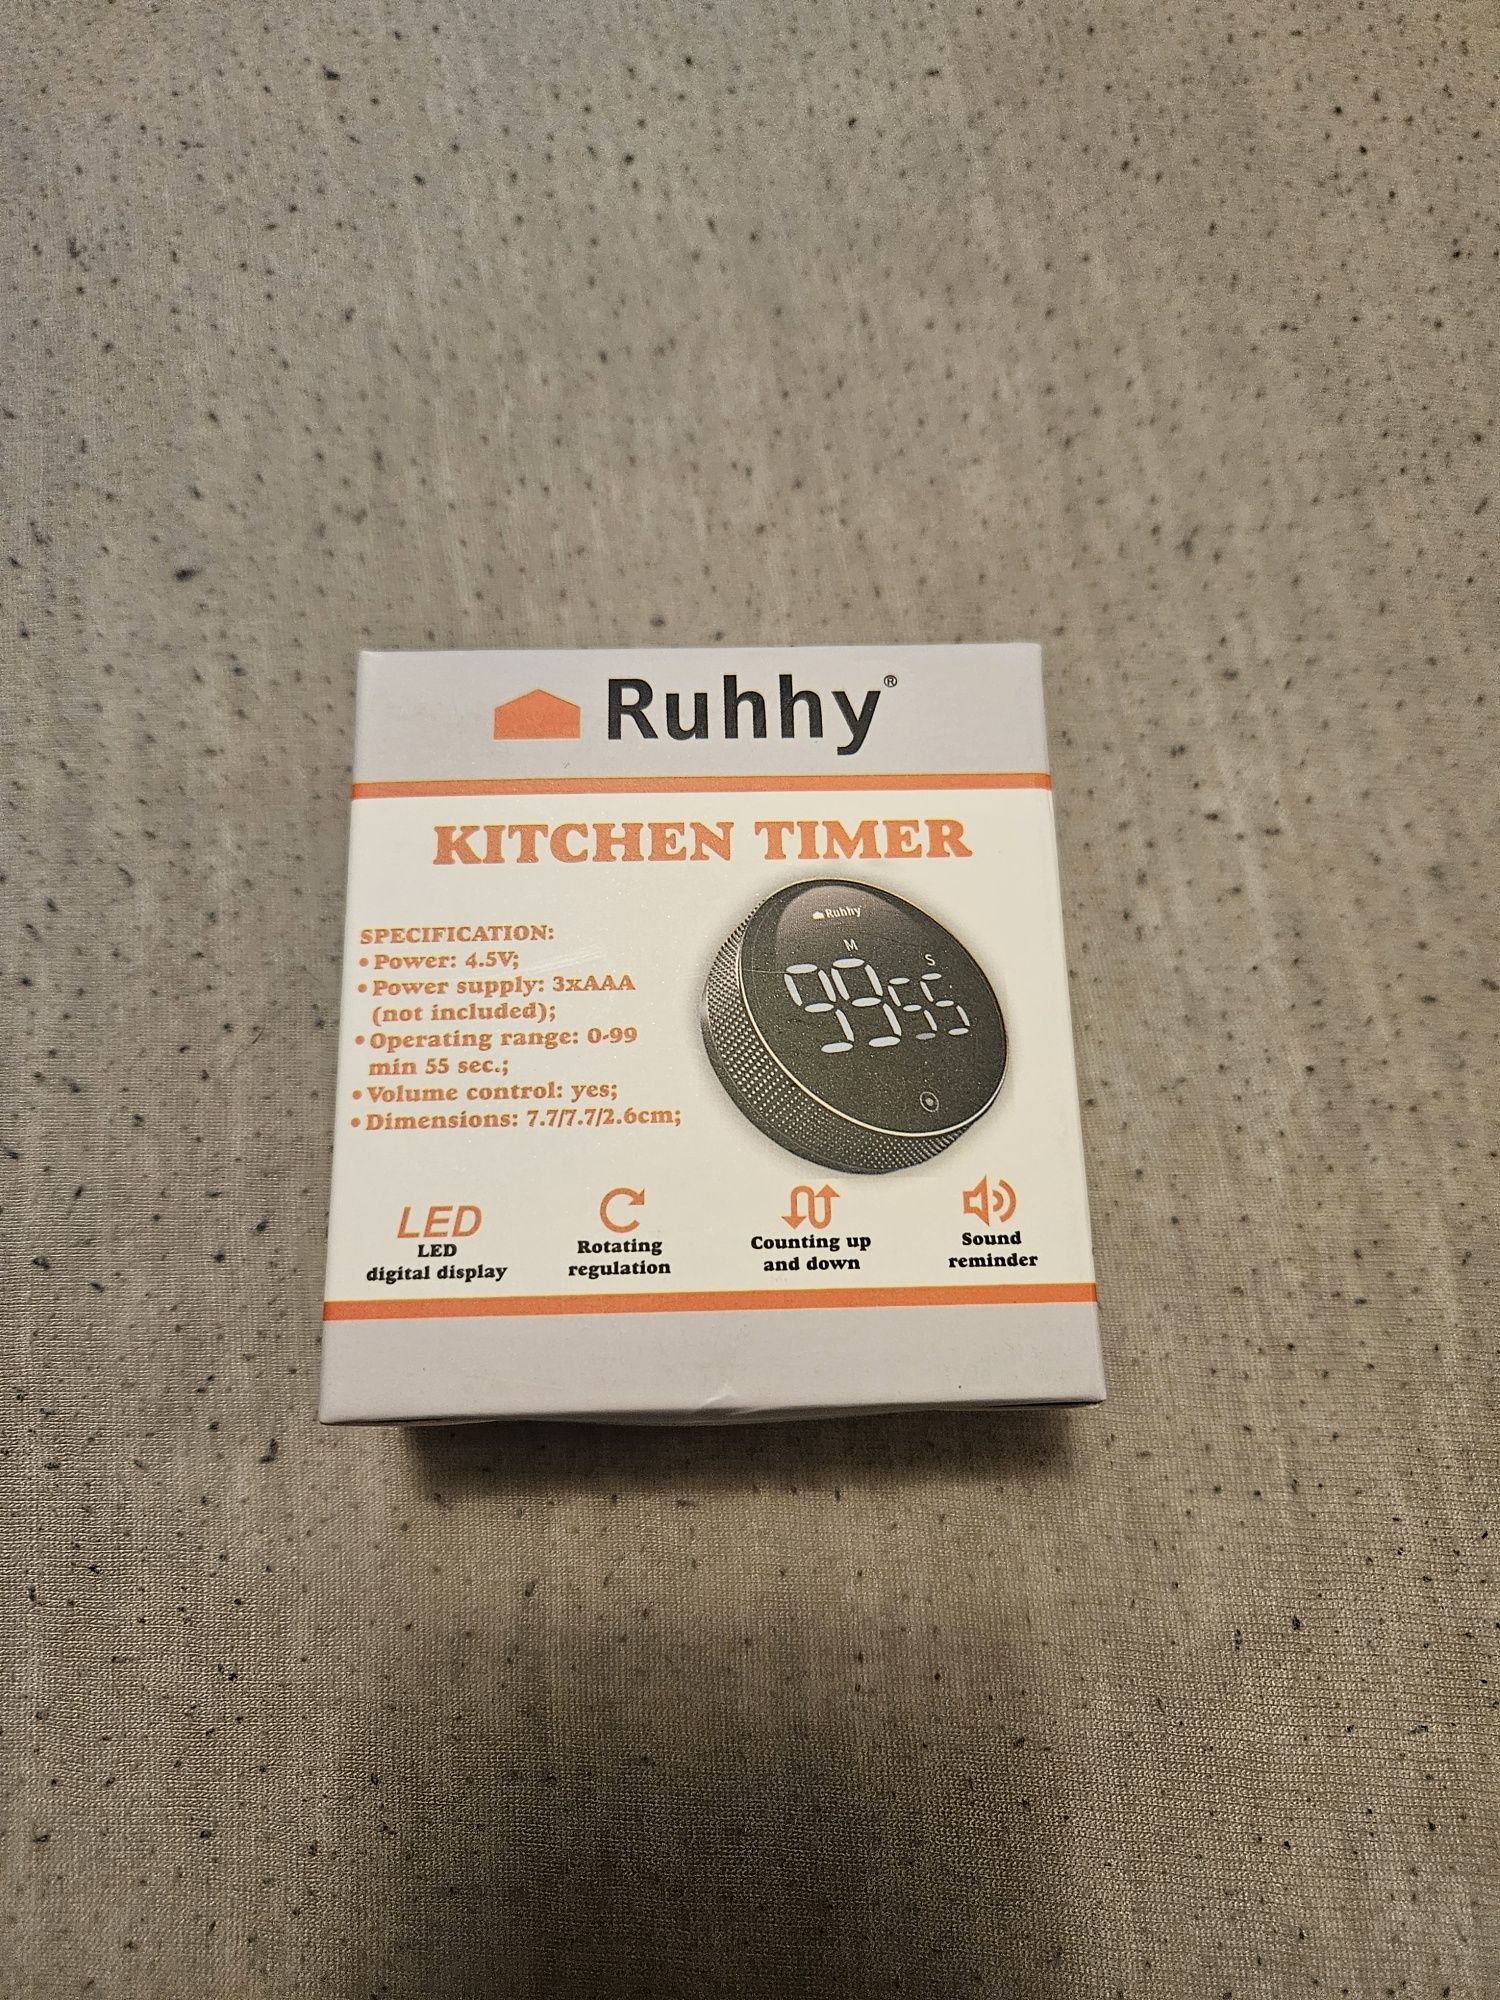 Ruhhy®
KITCHEN TIMER
SPECIFICATION:
• Power: 4.5V;
• Power supply: 3xAAA
(not included);
• Operating range: 0-99
min 55 sec.;
• Volume control: yes;
• Dimensions: 7.7/7.7/2.6cm;
Ruhhy
M S
99 55
LED
LED
digital display
Rotating
regulation
Counting up
and down
Sound
reminder